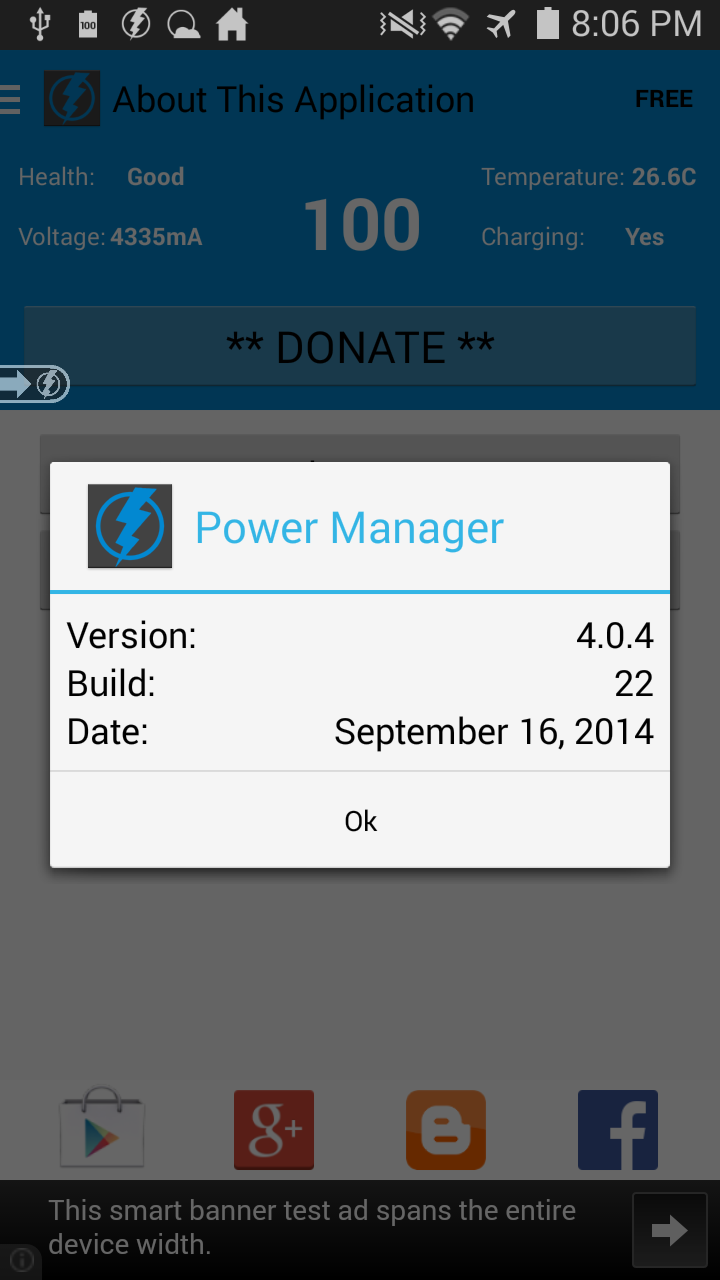 100 8:06 PM
About This Application FREE
Health: Good Temperature: 26.6C
100
Voltage: 4335mA Charging: Yes
** DONATE **
Power Manager
Version: 4.0.4
Build: 22
Date: September 16, 2014
Ok
g+
This smart banner test ad spans the entire
device width.